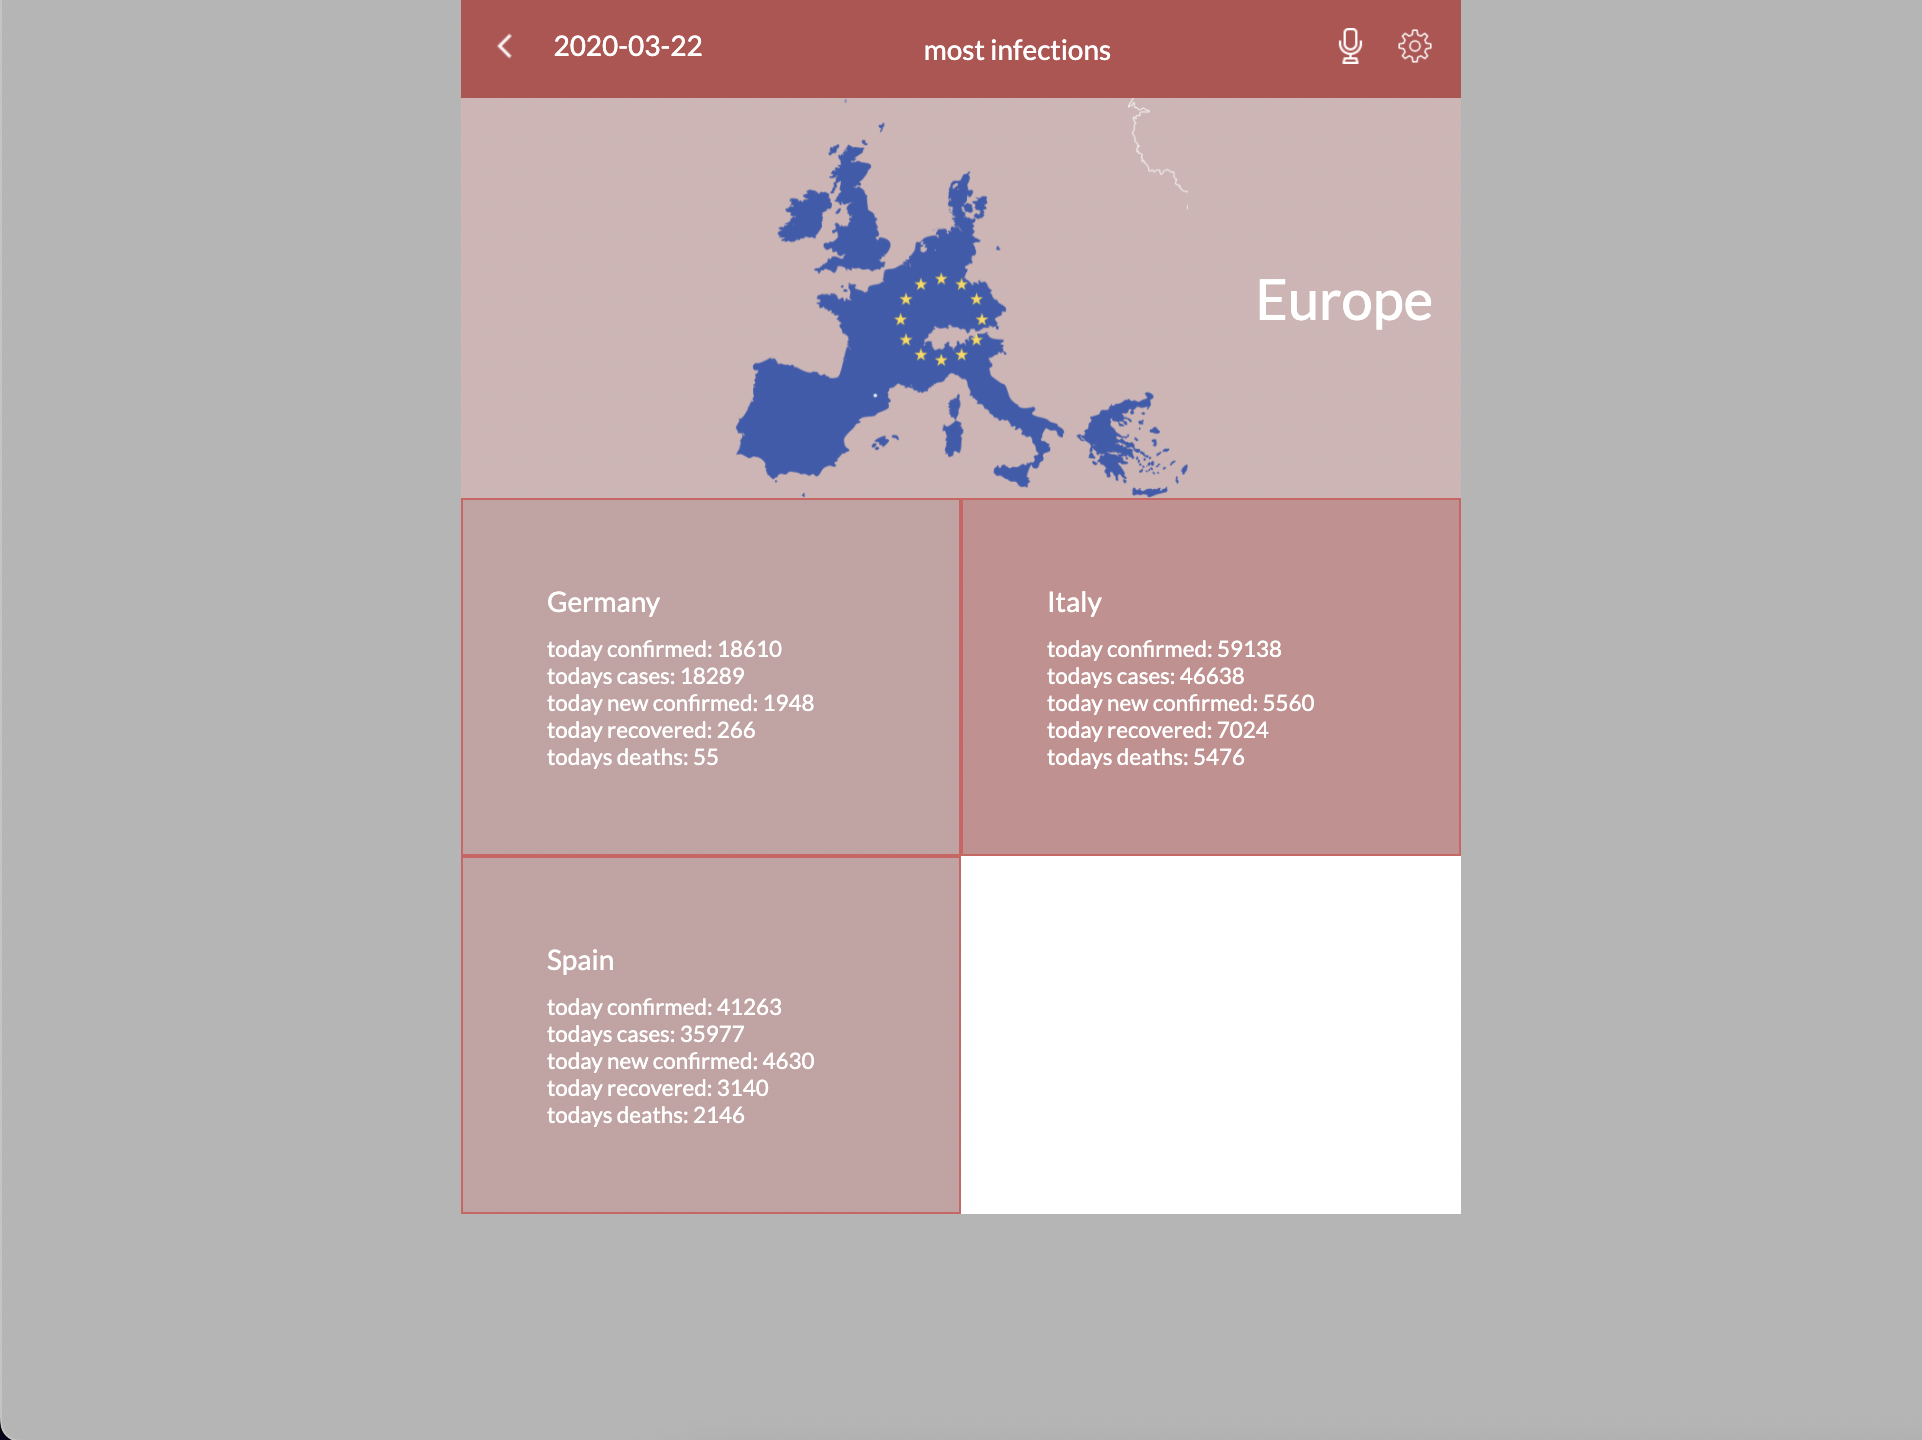 2020-03-22
most infections
Europe
Germany
today confirmed: 18610
todays cases: 18289
today new confirmed: 1948
today recovered: 266
todays deaths: 55
Italy
today confirmed: 59138
todays cases: 46638
today new confirmed: 5560
today recovered: 7024
todays deaths: 5476
Spain
today confirmed: 41263
todays cases: 35977
today new confirmed: 4630
today recovered: 3140
todays deaths: 2146